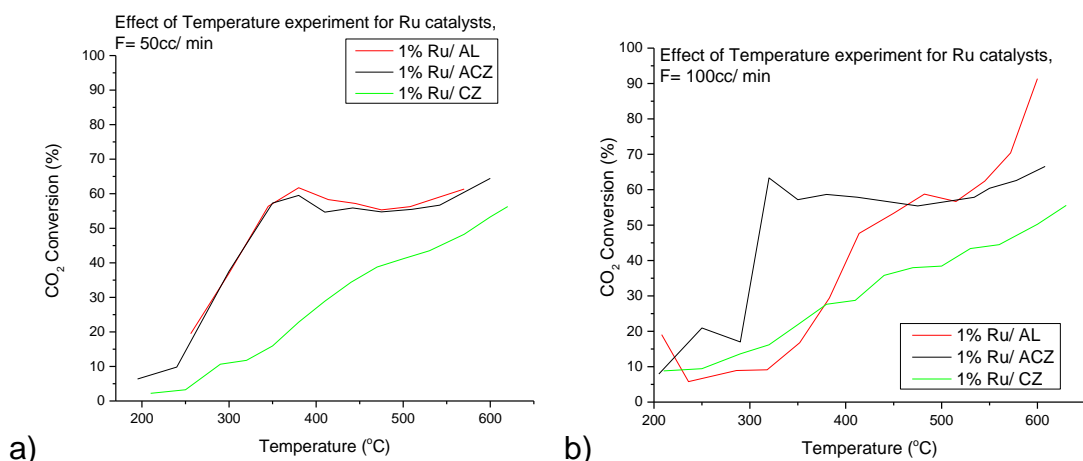 Effect of Temperature experiment for Ru catalysts,
F= 50cc/ min
1% Ru/ AL
1% Ru/ ACZ
1% Ru/ CZ
100
90
80
70
60
50
40
30
20
10
0
CO₂ Conversion (%)
200 300 400 500 600
Temperature (°C)
a)
Effect of Temperature experiment for Ru catalysts,
F= 100cc/ min
100
90
80
70
60
50
40
30
20
10
0
CO₂ Conversion (%)
1% Ru/ AL
1% Ru/ ACZ
1% Ru/ CZ
200 300 400 500 600
Temperature (°C)
b)